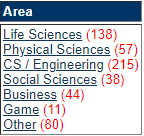 Area
Life Sciences (138)
Physical Sciences (57)
CS / Engineering (215)
Social Sciences (38)
Business (44)
Game (11)
Other (80)